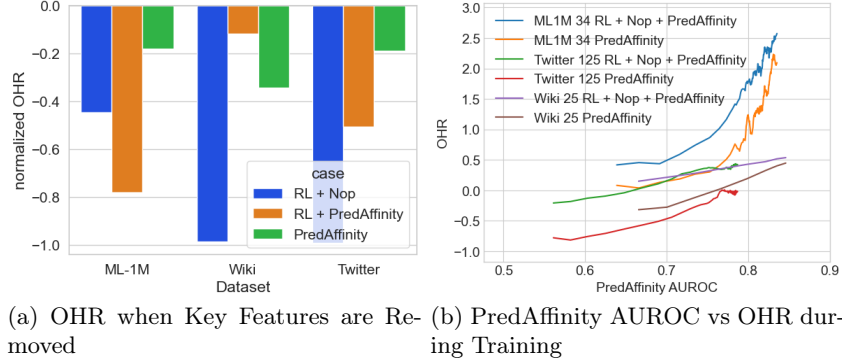 0.0
−0.2
−0.4
−0.6
−0.8
−1.0
normalized OHR
case
RL + Nop
RL + PredAffinity
PredAffinity
ML-1M
Wiki
Twitter
Dataset
(a) OHR when Key Features are Re-
moved
3.0
2.5
2.0
1.5
1.0
0.5
0.0
−0.5
−1.0
OHR
ML1M 34 RL + Nop + PredAffinity
ML1M 34 PredAffinity
Twitter 125 RL + Nop + PredAffinity
Twitter 125 PredAffinity
Wiki 25 RL + Nop + PredAffinity
Wiki 25 PredAffinity
0.5
0.6
0.7
0.8
0.9
PredAffinity AUROC
(b) PredAffinity AUROC vs OHR dur-
ing Training